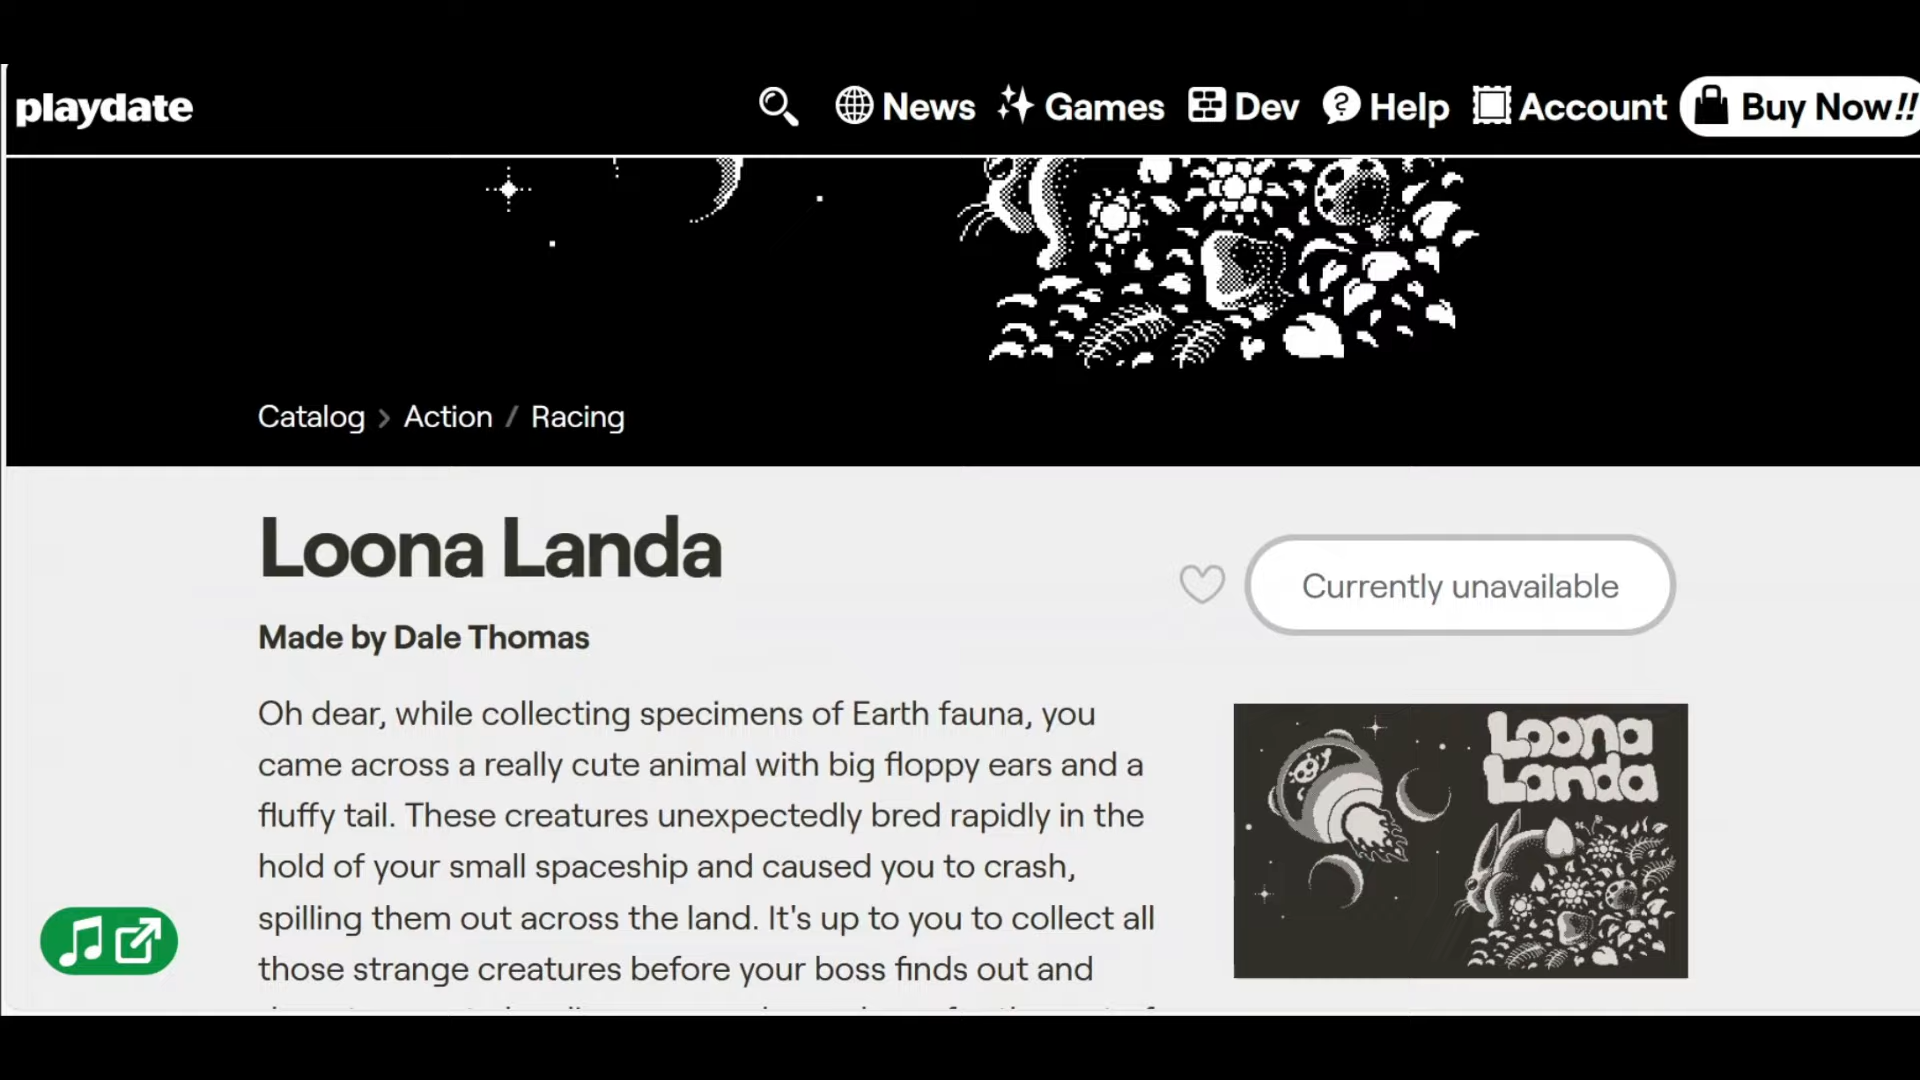 playdate
News Games Dev Help Account Buy Now!!
Catalog > Action / Racing
Loona Landa
Currently unavailable
Made by Dale Thomas
Oh dear, while collecting specimens of Earth fauna, you
came across a really cute animal with big floppy ears and a
fluffy tail. These creatures unexpectedly bred rapidly in the
hold of your small spaceship and caused you to crash,
spilling them out across the land. It's up to you to collect all
those strange creatures before your boss finds out and
Loona
Landa